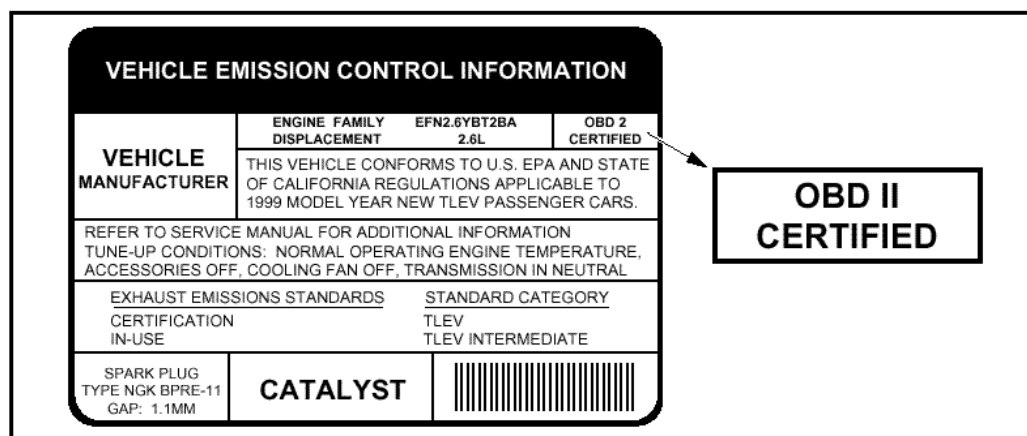 VEHICLE EMISSION CONTROL INFORMATION
VEHICLE
MANUFACTURER
ENGINE FAMILY EFN2.6YBT2BA
DISPLACEMENT 2.6L
OBD 2
CERTIFIED
THIS VEHICLE CONFORMS TO U.S. EPA AND STATE
OF CALIFORNIA REGULATIONS APPLICABLE TO
1999 MODEL YEAR NEW TLEV PASSENGER CARS.
REFER TO SERVICE MANUAL FOR ADDITIONAL INFORMATION
TUNE-UP CONDITIONS: NORMAL OPERATING ENGINE TEMPERATURE,
ACCESSORIES OFF, COOLING FAN OFF, TRANSMISSION IN NEUTRAL
EXHAUST EMISSIONS STANDARDS STANDARD CATEGORY
CERTIFICATION TLEV
IN-USE TLEV INTERMEDIATE
SPARK PLUG
TYPE NGK BPRE-11
GAP: 1.1MM
CATALYST
OBD II
CERTIFIED